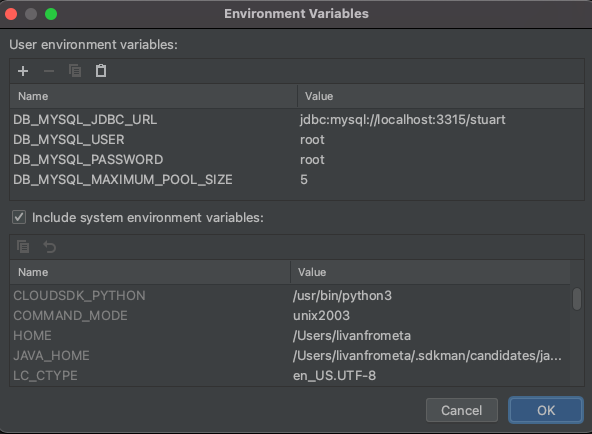 Environment Variables
User environment variables:
Name Value
DB_MYSQL_JDBC_URL jdbc:mysql://localhost:3315/stuart
DB_MYSQL_USER root
DB_MYSQL_PASSWORD root
DB_MYSQL_MAXIMUM_POOL_SIZE 5
Include system environment variables:
Name Value
CLOUDSDK_PYTHON /usr/bin/python3
COMMAND_MODE unix2003
HOME /Users/livanfrometa
JAVA_HOME /Users/livanfrometa/.sdkman/candidates/ja...
LC_CTYPE en_US.UTF-8
Cancel OK